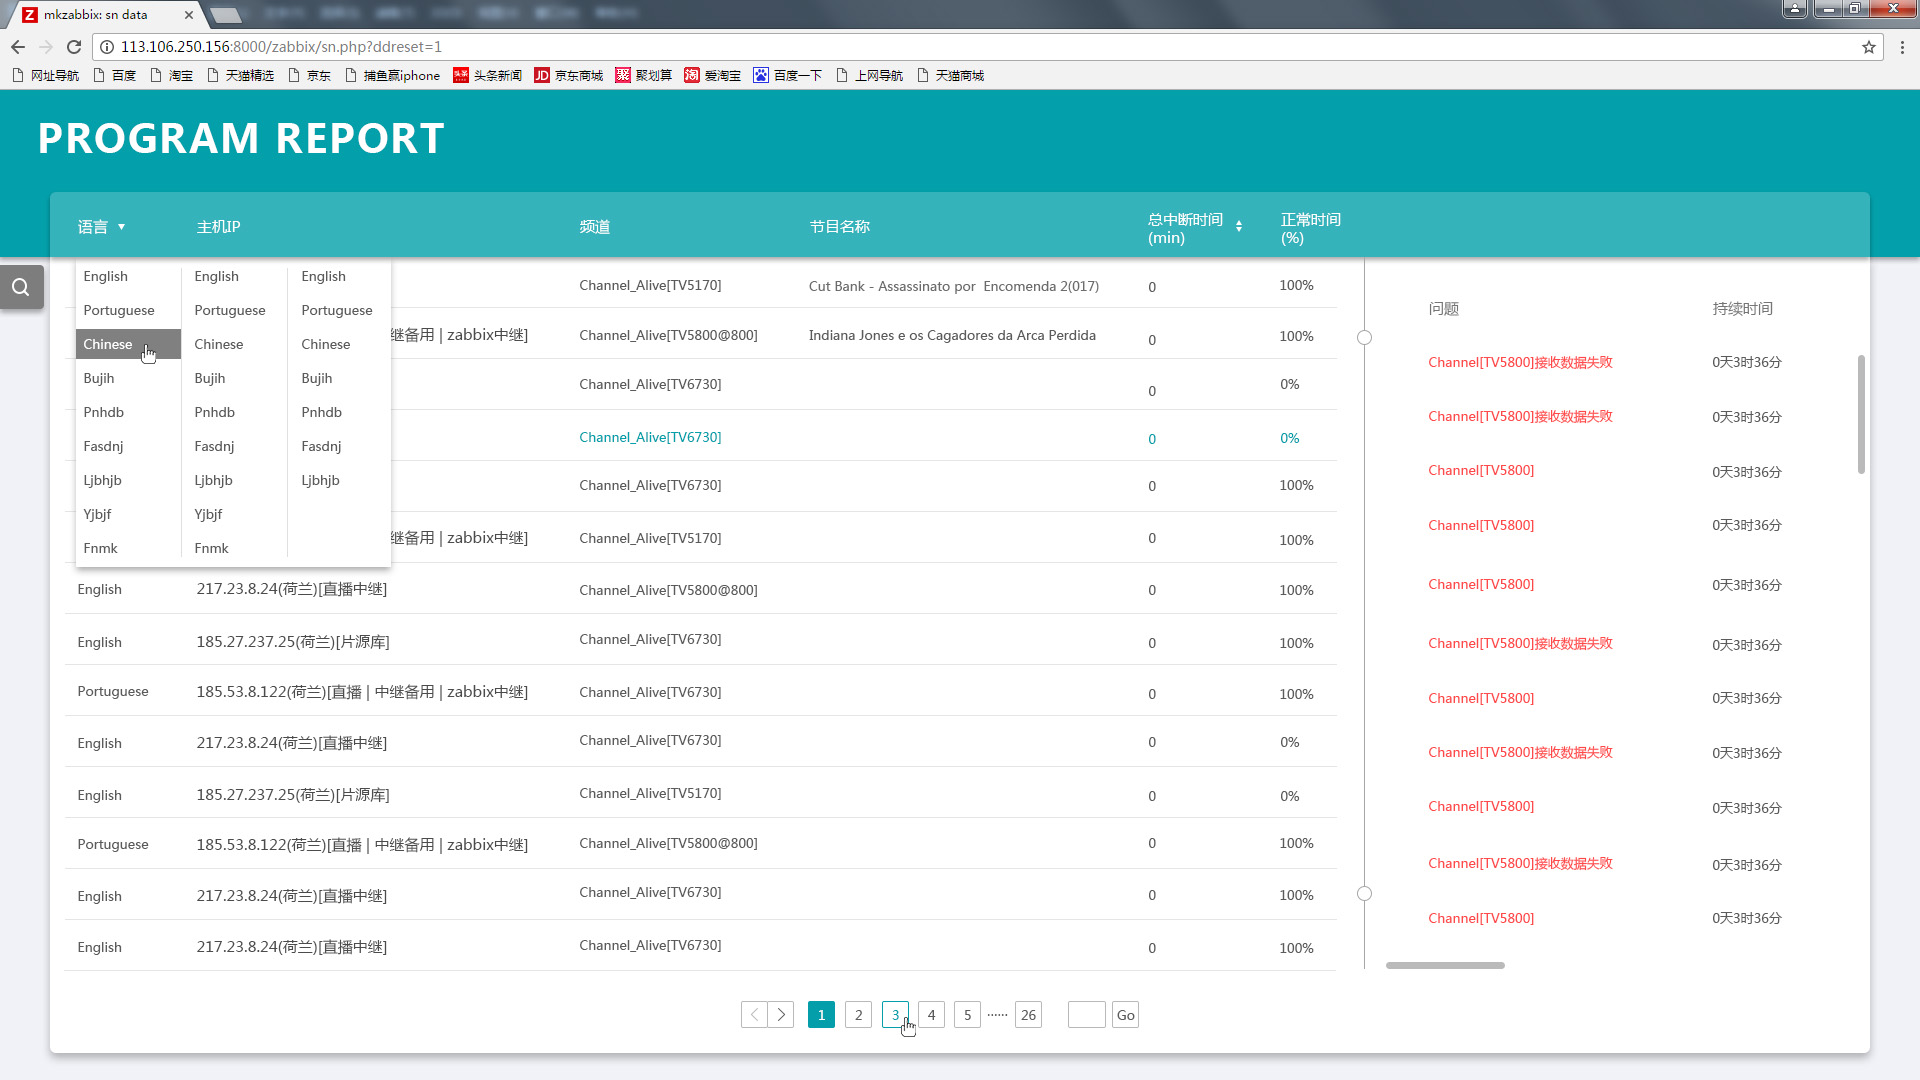 mkzabbix: sn data
113.106.250.156:8000/zabbix/sn.php?ddreset=1
网址导航 百度 淘宝 天猫精选 京东 捕鱼赢iphone 头条 头条新闻 JD 京东商城 聚 聚划算 淘 爱淘宝 百度一下 上网导航 天猫商城
PROGRAM REPORT
语言 主机IP 频道 节目名称 总中断时间 (min) 正常时间 (%)
English English English
Portuguese Portuguese Portuguese
Chinese Chinese Chinese
Bujih Bujih Bujih
Pnhdb Pnhdb Pnhdb
Fasdnj Fasdnj Fasdnj
Ljbhjb Ljbhjb Ljbhjb
Yjbjf Yjbjf
Fnmk Fnmk
Channel_Alive[TV5170] Cut Bank - Assassinato por Encomenda 2(017) 0 100%
继备用 | zabbix中继] Channel_Alive[TV5800@800] Indiana Jones e os Cagadores da Arca Perdida 0 100%
Channel_Alive[TV6730] 0 0%
Channel_Alive[TV6730] 0 0%
Channel_Alive[TV6730] 0 100%
继备用 | zabbix中继] Channel_Alive[TV5170] 0 100%
English 217.23.8.24(荷兰)[直播中继] Channel_Alive[TV5800@800] 0 100%
English 185.27.237.25(荷兰)[片源库] Channel_Alive[TV6730] 0 100%
Portuguese 185.53.8.122(荷兰)[直播 | 中继备用 | zabbix中继] Channel_Alive[TV6730] 0 100%
English 217.23.8.24(荷兰)[直播中继] Channel_Alive[TV6730] 0 0%
English 185.27.237.25(荷兰)[片源库] Channel_Alive[TV5170] 0 0%
Portuguese 185.53.8.122(荷兰)[直播 | 中继备用 | zabbix中继] Channel_Alive[TV5800@800] 0 100%
English 217.23.8.24(荷兰)[直播中继] Channel_Alive[TV6730] 0 100%
English 217.23.8.24(荷兰)[直播中继] Channel_Alive[TV6730] 0 100%
问题 持续时间
Channel[TV5800]接收数据失败 0天3时36分
Channel[TV5800]接收数据失败 0天3时36分
Channel[TV5800] 0天3时36分
Channel[TV5800] 0天3时36分
Channel[TV5800] 0天3时36分
Channel[TV5800]接收数据失败 0天3时36分
Channel[TV5800] 0天3时36分
Channel[TV5800]接收数据失败 0天3时36分
Channel[TV5800] 0天3时36分
Channel[TV5800]接收数据失败 0天3时36分
Channel[TV5800] 0天3时36分
1 2 3 4 5 ······ 26 Go